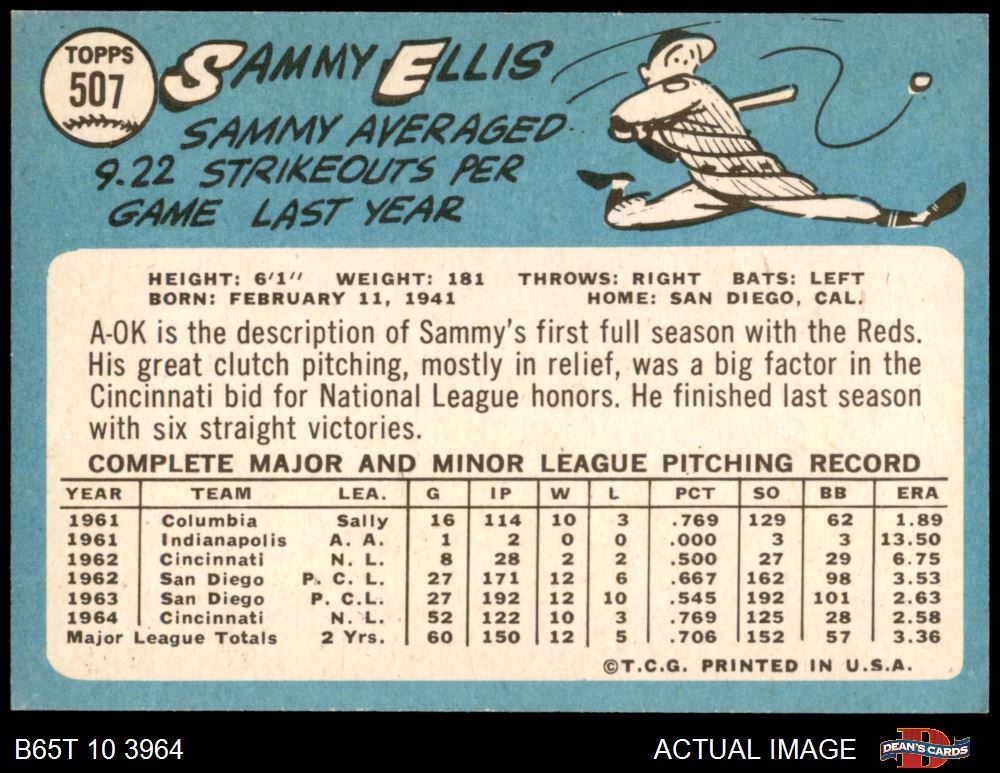 TOPPS
507
SAMMY ELLIS
SAMMY AVERAGED
9.22 STRIKEOUTS PER
GAME LAST YEAR
HEIGHT: 6'1" WEIGHT: 181 THROWS: RIGHT BATS: LEFT
BORN: FEBRUARY 11, 1941 HOME: SAN DIEGO, CAL.
A-OK is the description of Sammy's first full season with the Reds.
His great clutch pitching, mostly in relief, was a big factor in the
Cincinnati bid for National League honors. He finished last season
with six straight victories.
COMPLETE MAJOR AND MINOR LEAGUE PITCHING RECORD
YEAR TEAM LEA. G IP W L PCT SO BB ERA
1961 Columbia Sally 16 114 10 3 .769 129 62 1.89
1961 Indianapolis A. A. 1 2 0 0 .000 3 3 13.50
1962 Cincinnati N. L. 8 28 2 2 .500 27 29 6.75
1962 San Diego P. C. L. 27 171 12 6 .667 162 98 3.53
1963 San Diego P. C.L. 27 192 12 10 .545 192 101 2.63
1964 Cincinnati N. L. 52 122 10 3 .769 125 28 2.58
Major League Totals 2 Yrs. 60 150 12 5 .706 152 57 3.36
©T.C.G. PRINTED IN U.S.A.
B65T 10 3964 ACTUAL IMAGE DEAN'S CARDS